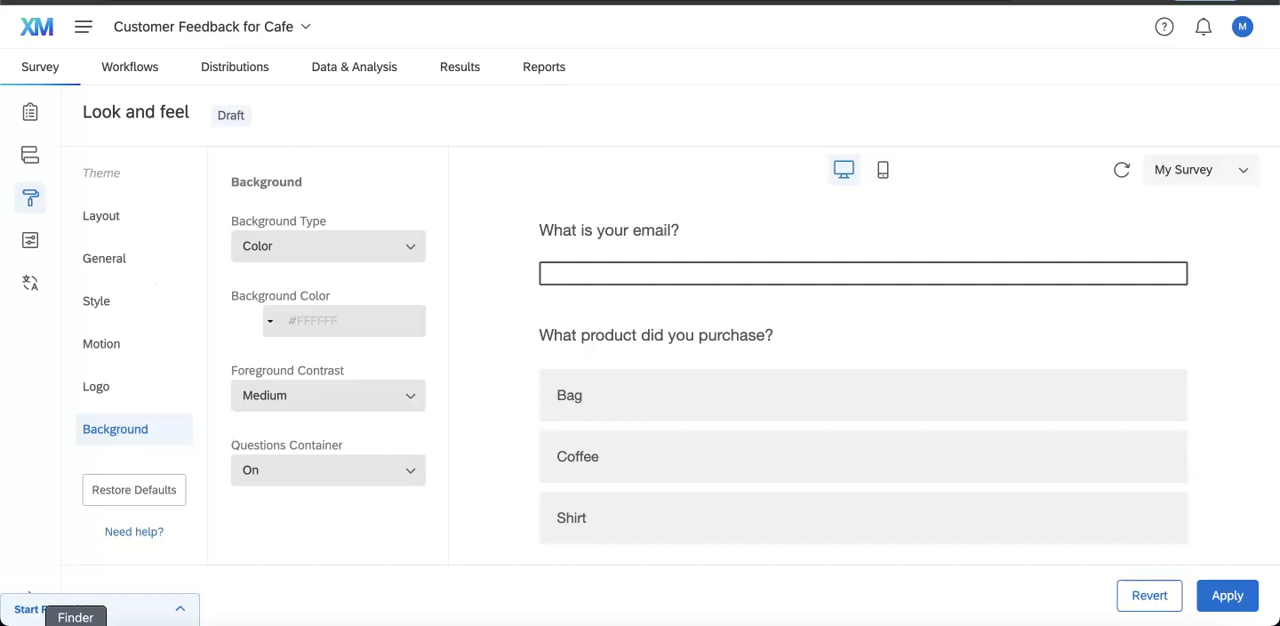 XM Customer Feedback for Cafe M
Survey Workflows Distributions Data & Analysis Results Reports
Look and feel Draft
Theme
Layout
General
Style
Motion
Logo
Background
Restore Defaults
Need help?
Background
Background Type
Color
Background Color
#FFFFFF
Foreground Contrast
Medium
Questions Container
On
My Survey
What is your email?
What product did you purchase?
Bag
Coffee
Shirt
Revert Apply
Start
Finder